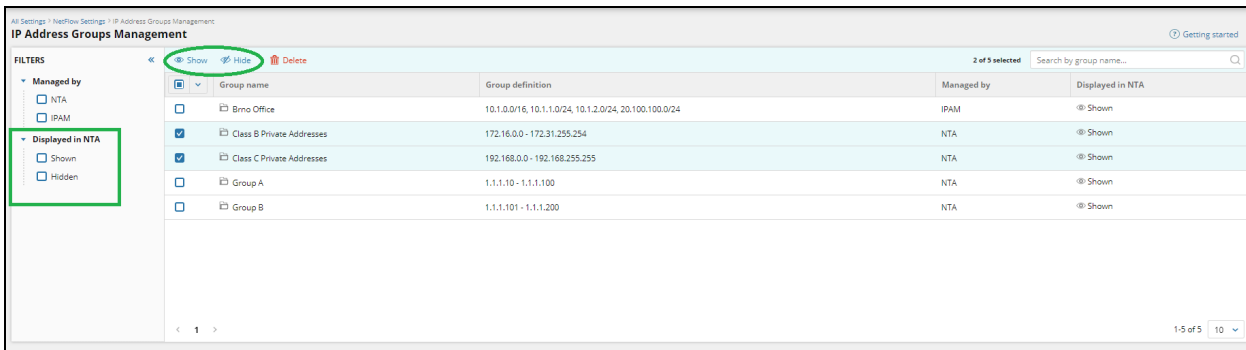 All Settings > NetFlow Settings > IP Address Groups Management
IP Address Groups Management
Getting started
FILTERS «
Show Hide Delete 2 of 5 selected Search by group name...
Managed by
NTA
IPAM
Displayed in NTA
Shown
Hidden
Group name Group definition Managed by Displayed in NTA
Brno Office 10.1.0.0/16, 10.1.1.0/24, 10.1.2.0/24, 20.100.100.0/24 IPAM Shown
Class B Private Addresses 172.16.0.0 - 172.31.255.254 NTA Shown
Class C Private Addresses 192.168.0.0 - 192.168.255.255 NTA Shown
Group A 1.1.1.10 - 1.1.1.100 NTA Shown
Group B 1.1.1.101 - 1.1.1.200 NTA Shown
< 1 > 1-5 of 5 10